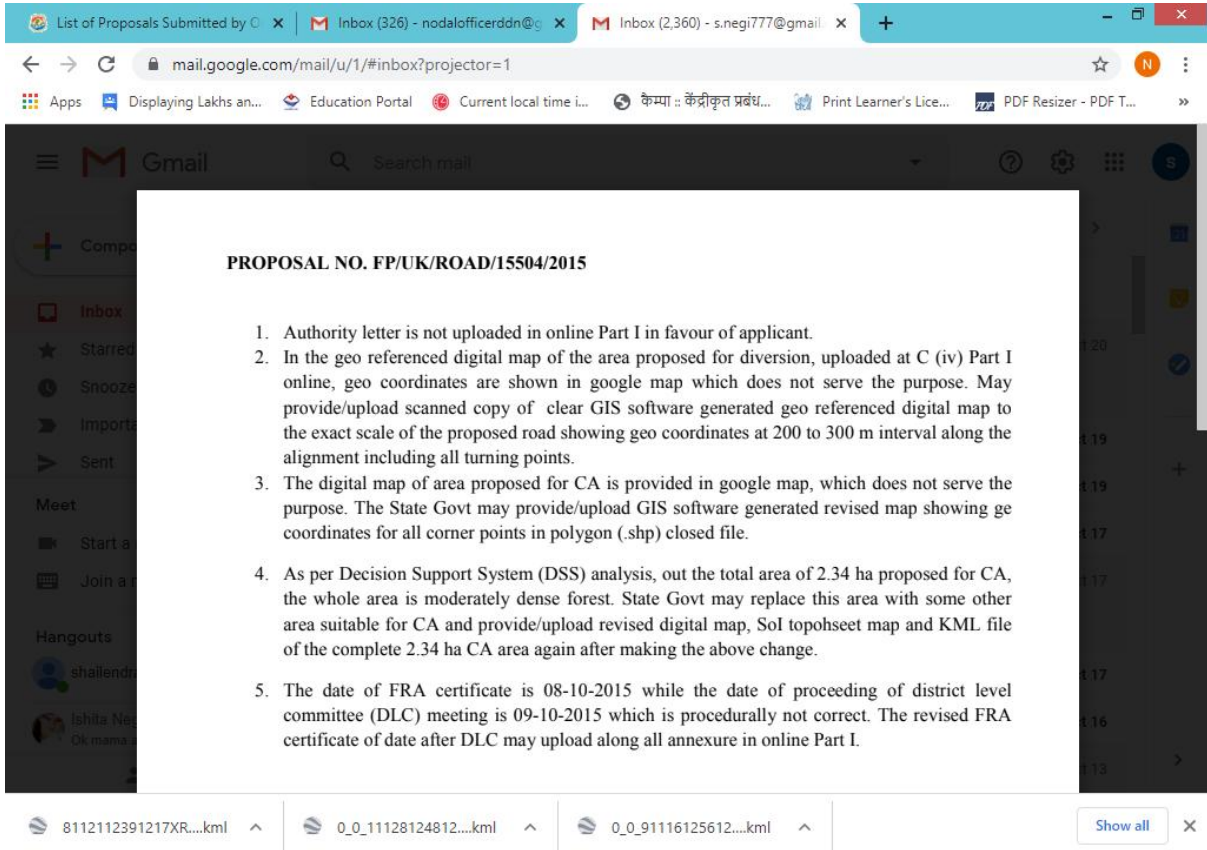 List of Proposals Submitted by O
Inbox (326) - nodalofficerddn@g
Inbox (2,360) - s.negi777@gmail
mail.google.com/mail/u/1/#inbox?projector=1
N
Apps
Displaying Lakhs an...
Education Portal
Current local time i...
कैम्पा :: केंद्रीकृत प्रबंध...
Print Learner's Lice...
PDF Resizer - PDF T...
Gmail
Search mail
S
Compo
Inbox
Starred
Snooze
Importa
Sent
Meet
Start a
Join a
Hangouts
shailendra
Ishita Neg
Ok mama a
PROPOSAL NO. FP/UK/ROAD/15504/2015
1. Authority letter is not uploaded in online Part I in favour of applicant.
2. In the geo referenced digital map of the area proposed for diversion, uploaded at C (iv) Part I
online, geo coordinates are shown in google map which does not serve the purpose. May
provide/upload scanned copy of clear GIS software generated geo referenced digital map to
the exact scale of the proposed road showing geo coordinates at 200 to 300 m interval along the
alignment including all turning points.
3. The digital map of area proposed for CA is provided in google map, which does not serve the
purpose. The State Govt may provide/upload GIS software generated revised map showing ge
coordinates for all corner points in polygon (.shp) closed file.
4. As per Decision Support System (DSS) analysis, out the total area of 2.34 ha proposed for CA,
the whole area is moderately dense forest. State Govt may replace this area with some other
area suitable for CA and provide/upload revised digital map, SoI topohseet map and KML file
of the complete 2.34 ha CA area again after making the above change.
5. The date of FRA certificate is 08-10-2015 while the date of proceeding of district level
committee (DLC) meeting is 09-10-2015 which is procedurally not correct. The revised FRA
certificate of date after DLC may upload along all annexure in online Part I.
t 20
t 19
t 19
t 17
t 17
t 17
t 16
t 13
8112112391217XR....kml
0_0_11128124812....kml
0_0_91116125612....kml
Show all